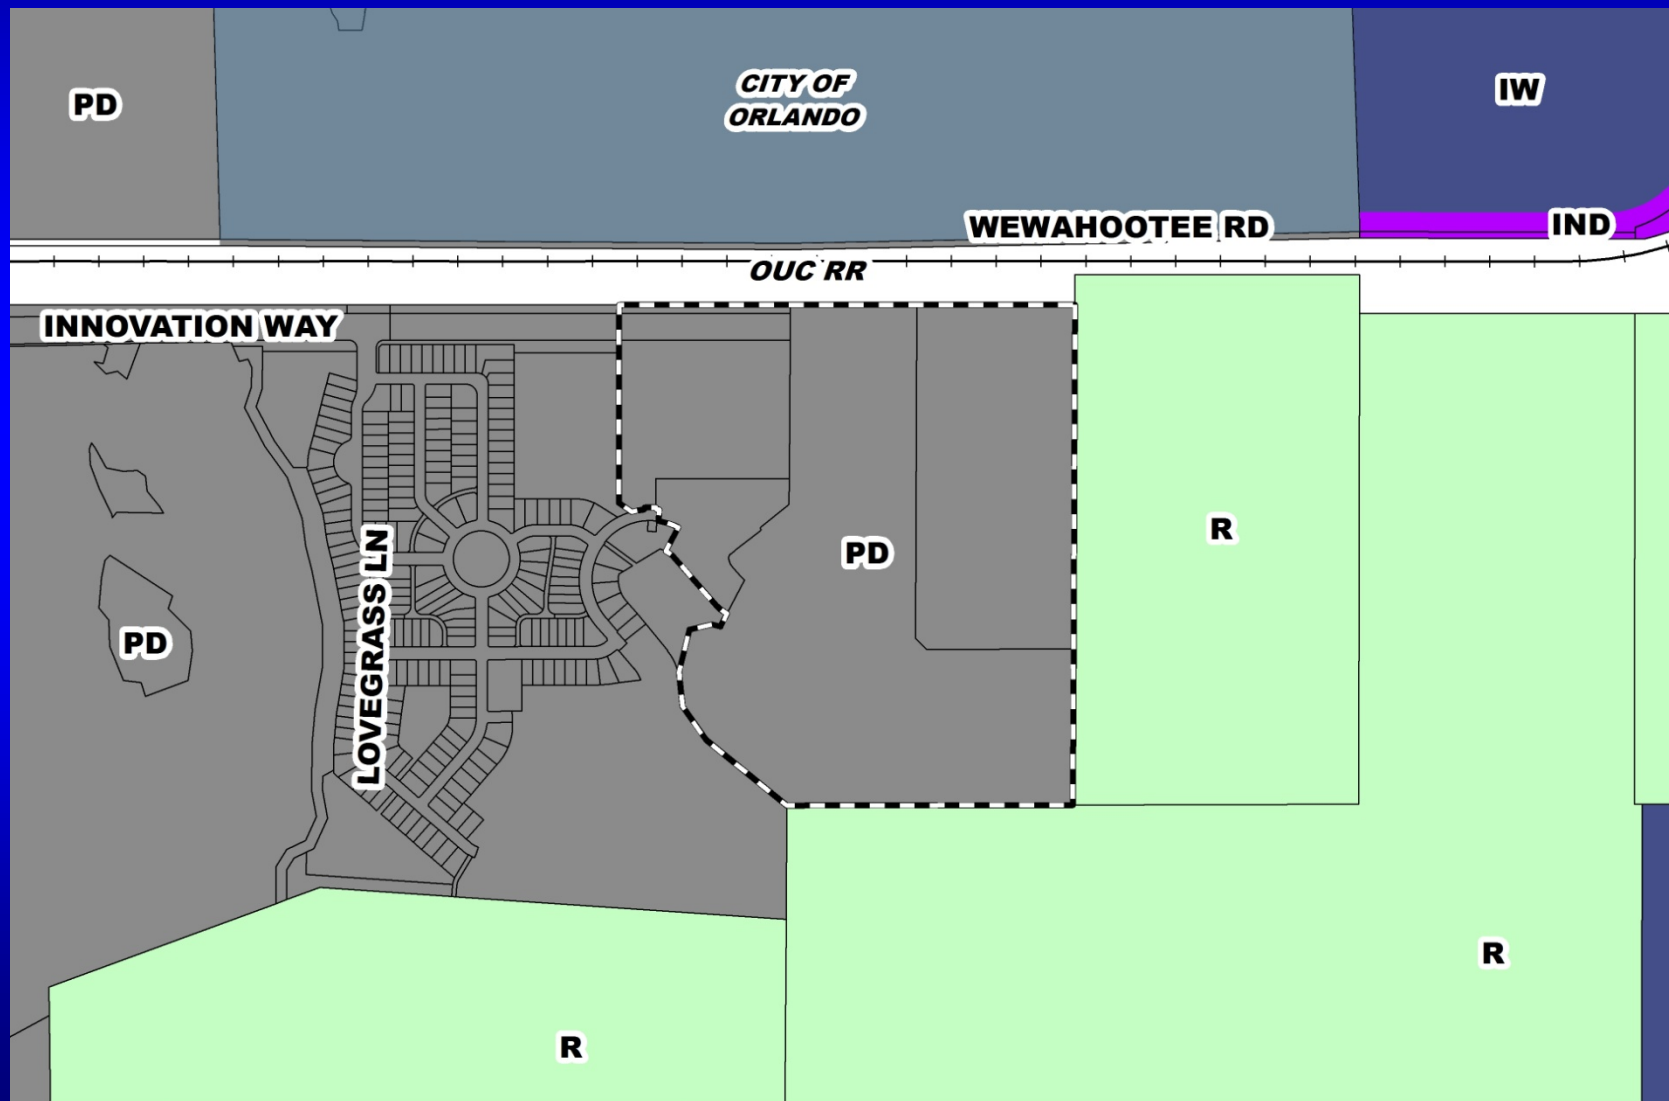 PD
CITY OF
ORLANDO
IW
WEWAHOOTEE RD
IND
OUC RR
INNOVATION WAY
LOVEGRASS LN
PD
PD
R
R
R